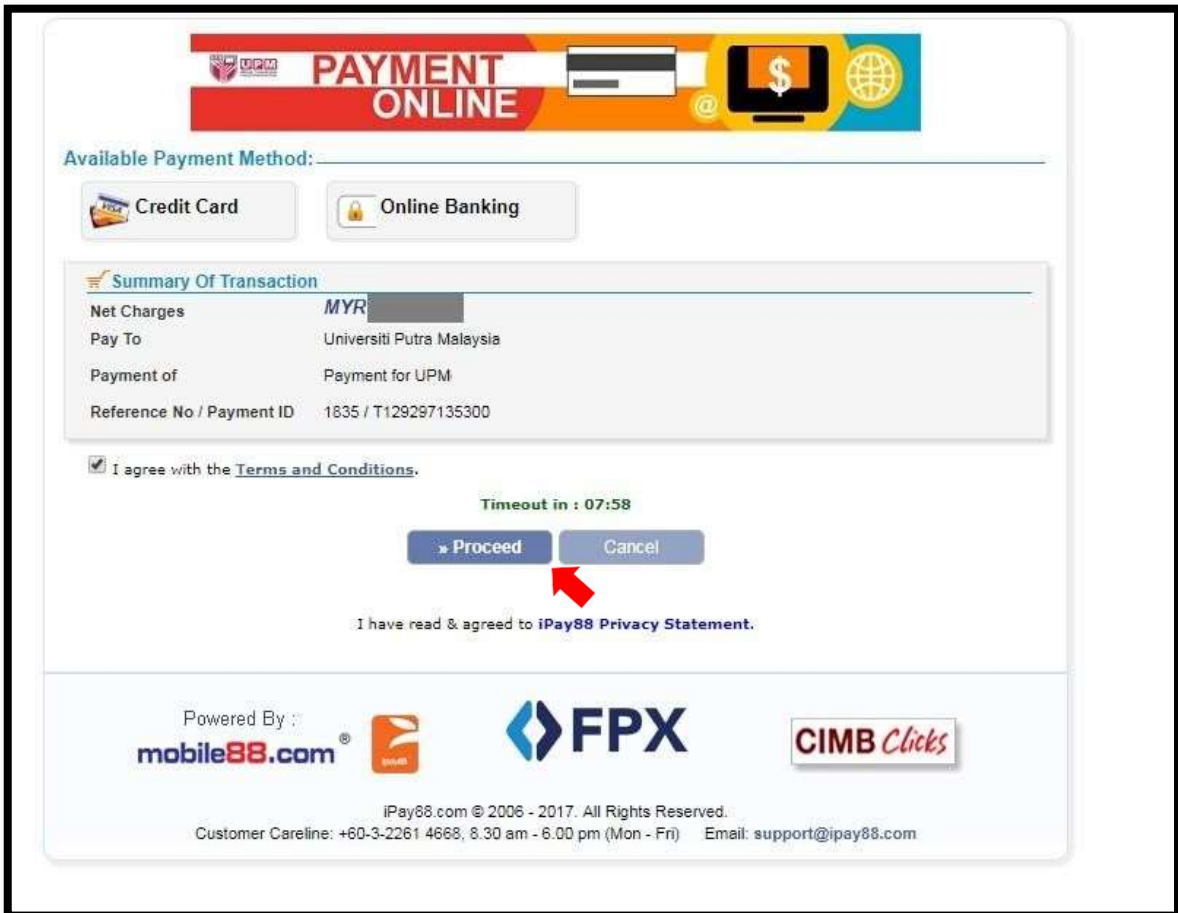 UPM
PAYMENT
ONLINE
@
$
Available Payment Method:
Credit Card
Online Banking
Summary Of Transaction
Net Charges MYR
Pay To Universiti Putra Malaysia
Payment of Payment for UPM
Reference No / Payment ID 1835 / T129297135300
I agree with the Terms and Conditions.
Timeout in : 07:58
» Proceed
Cancel
I have read & agreed to iPay88 Privacy Statement.
Powered By :
mobile88.com®
FPX
CIMB Clicks
iPay88.com © 2006 - 2017. All Rights Reserved.
Customer Careline: +60-3-2261 4668, 8.30 am - 6.00 pm (Mon - Fri) Email: support@ipay88.com